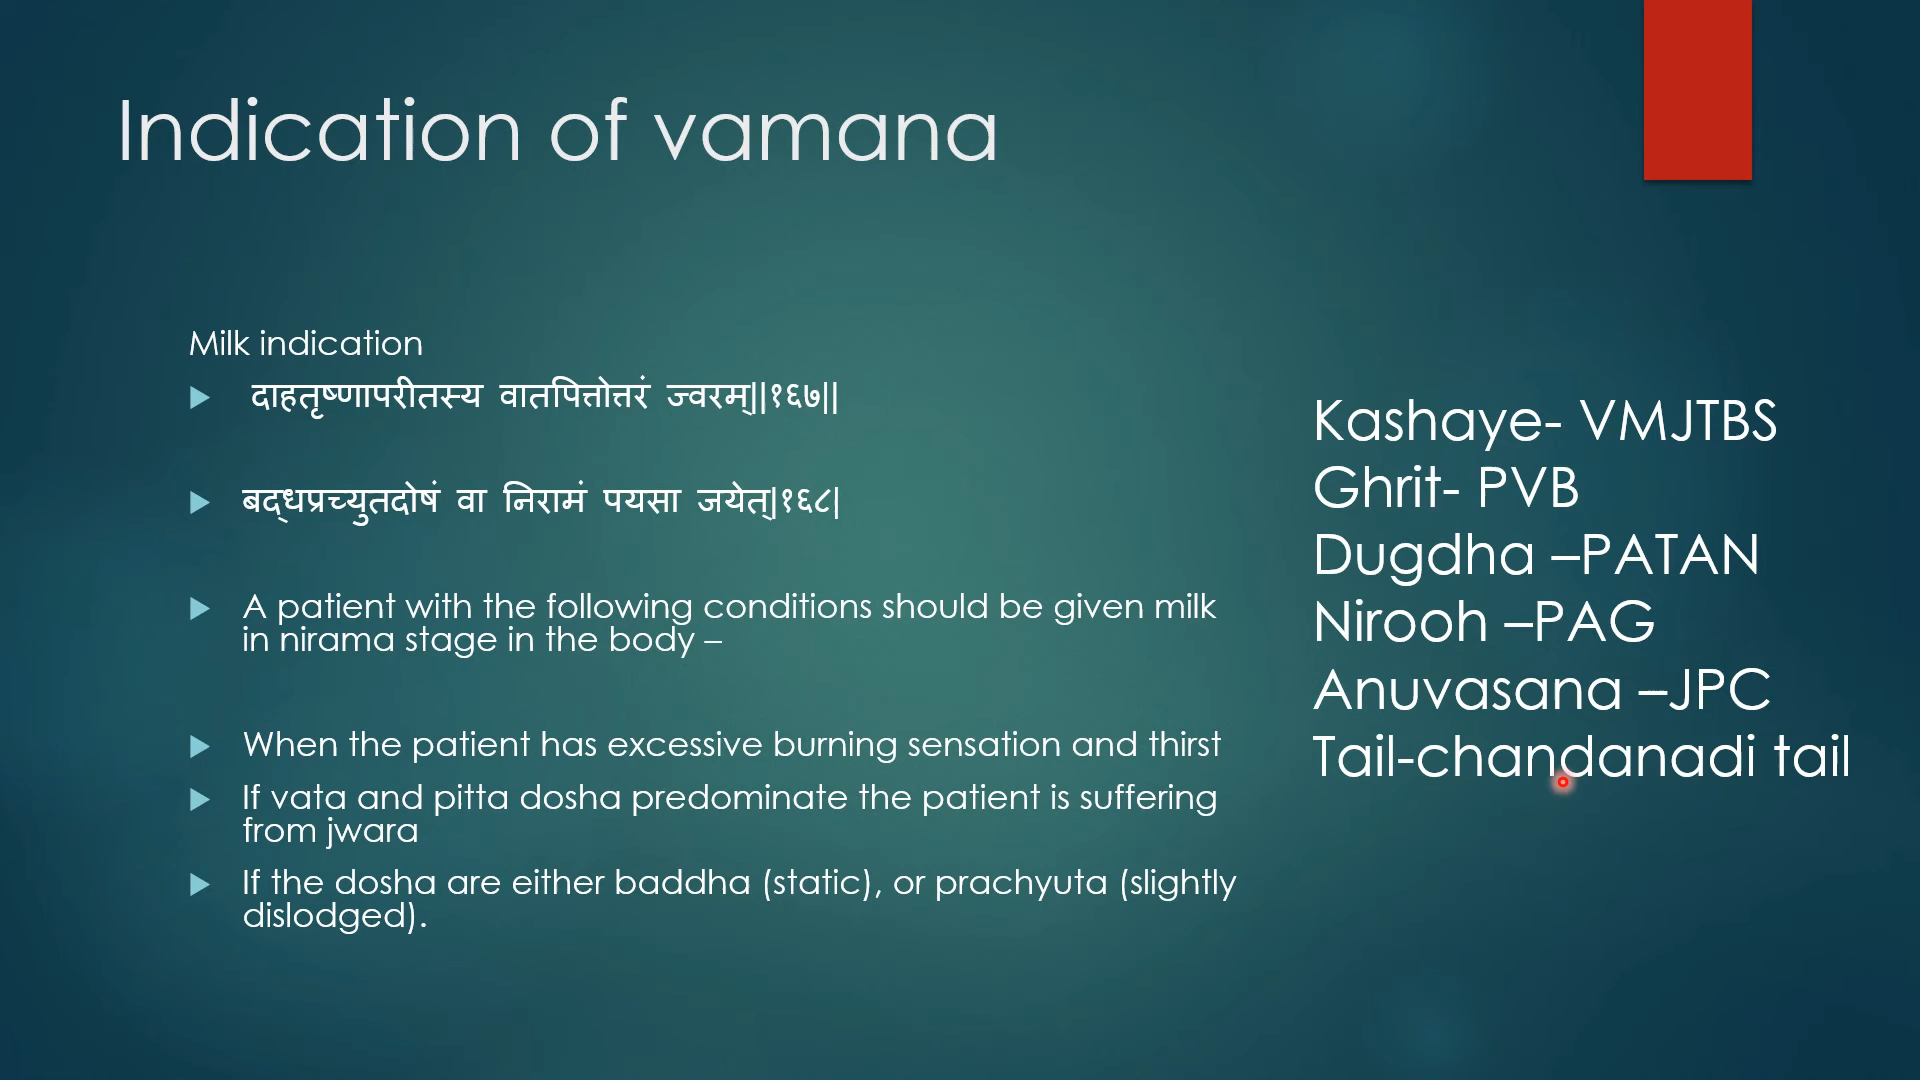 Indication of vamana
Milk indication
दाहतृष्णापरीतस्य वातपित्तोत्तरं ज्वरम्||१६७||
बद्धप्रच्युतदोषं वा निरामं पयसा जयेत्|१६८|
A patient with the following conditions should be given milk
in nirama stage in the body –
When the patient has excessive burning sensation and thirst
If vata and pitta dosha predominate the patient is suffering
from jwara
If the dosha are either baddha (static), or prachyuta (slightly
dislodged).
Kashaye- VMJTBS
Ghrit- PVB
Dugdha –PATAN
Nirooh –PAG
Anuvasana –JPC
Tail-chandanadi tail